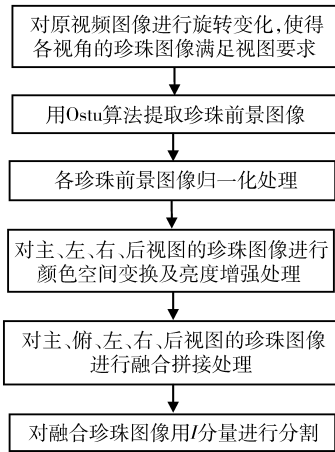 对原视频图像进行旋转变化,使得
各视角的珍珠图像满足视图要求
用Ostu算法提取珍珠前景图像
各珍珠前景图像归一化处理
对主、左、右、后视图的珍珠图像进行
颜色空间变换及亮度增强处理
对主、俯、左、右、后视图的珍珠图像
进行融合拼接处理
对融合珍珠图像用I分量进行分割